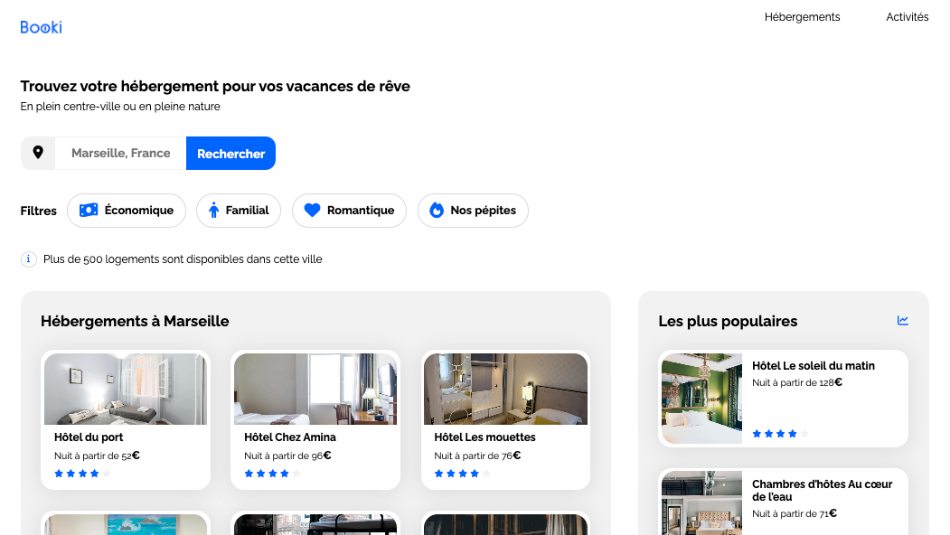 Booki
Hébergements
Activités
Trouvez votre hébergement pour vos vacances de rêve
En plein centre-ville ou en pleine nature
Marseille, France
Rechercher
Filtres
Économique
Familial
Romantique
Nos pépites
i
Plus de 500 logements sont disponibles dans cette ville
Hébergements à Marseille
Hôtel du port
Nuit à partir de 52€
Hôtel Chez Amina
Nuit à partir de 96€
Hôtel Les mouettes
Nuit à partir de 76€
Les plus populaires
Hôtel Le soleil du matin
Nuit à partir de 128€
Chambres d'hôtes Au cœur
de l'eau
Nuit à partir de 71€